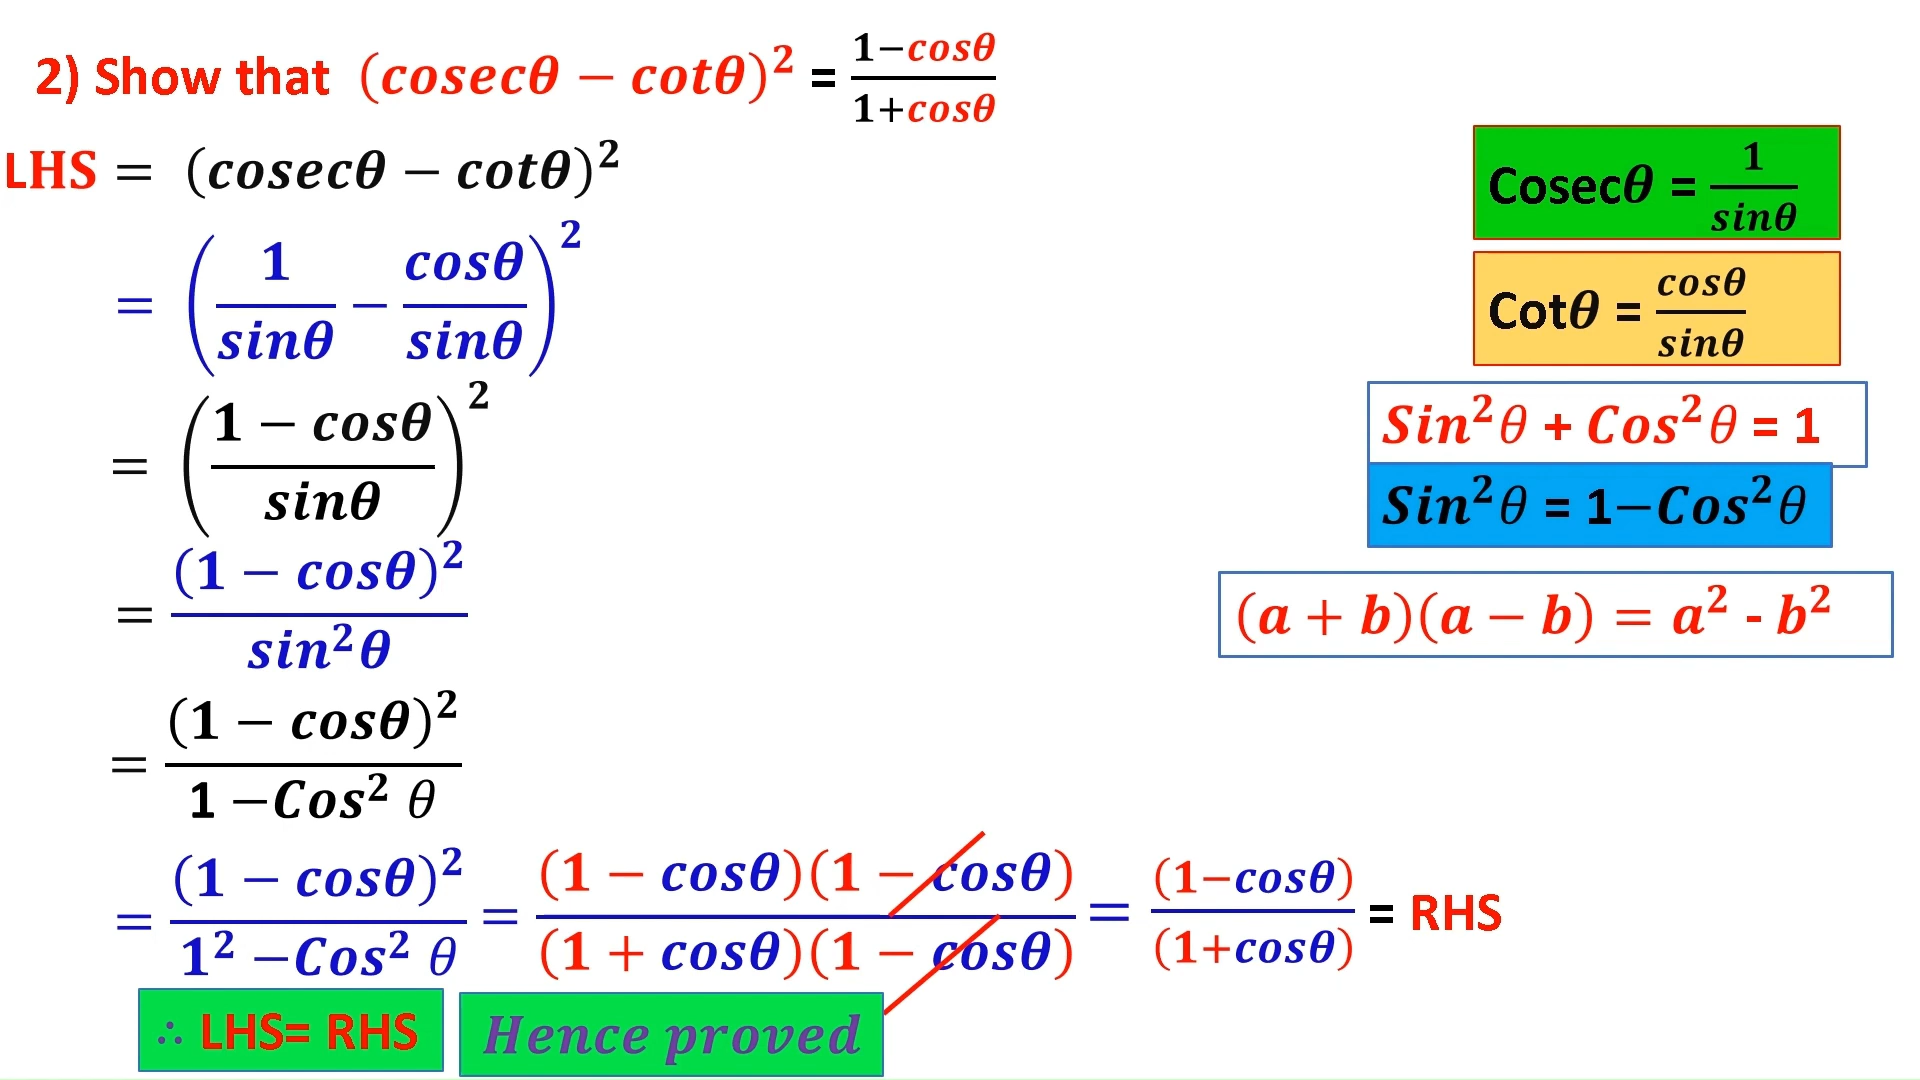 2) Show that (cosecθ − cotθ)² = (1−cosθ)/(1+cosθ)
LHS = (cosecθ − cotθ)²
= (1/sinθ − cosθ/sinθ)²
= ((1 − cosθ)/sinθ)²
= (1 − cosθ)²/sin²θ
= (1 − cosθ)²/(1 −Cos² θ)
= (1 − cosθ)²/(1² −Cos² θ) = (1 − cosθ)(1 − cosθ)/(1 + cosθ)(1 − cosθ) = (1−cosθ)/(1+cosθ) = RHS
∴ LHS= RHS
Hence proved
Cosecθ = 1/sinθ
Cotθ = cosθ/sinθ
Sin²θ + Cos²θ = 1
Sin²θ = 1−Cos²θ
(a + b)(a − b) = a² - b²